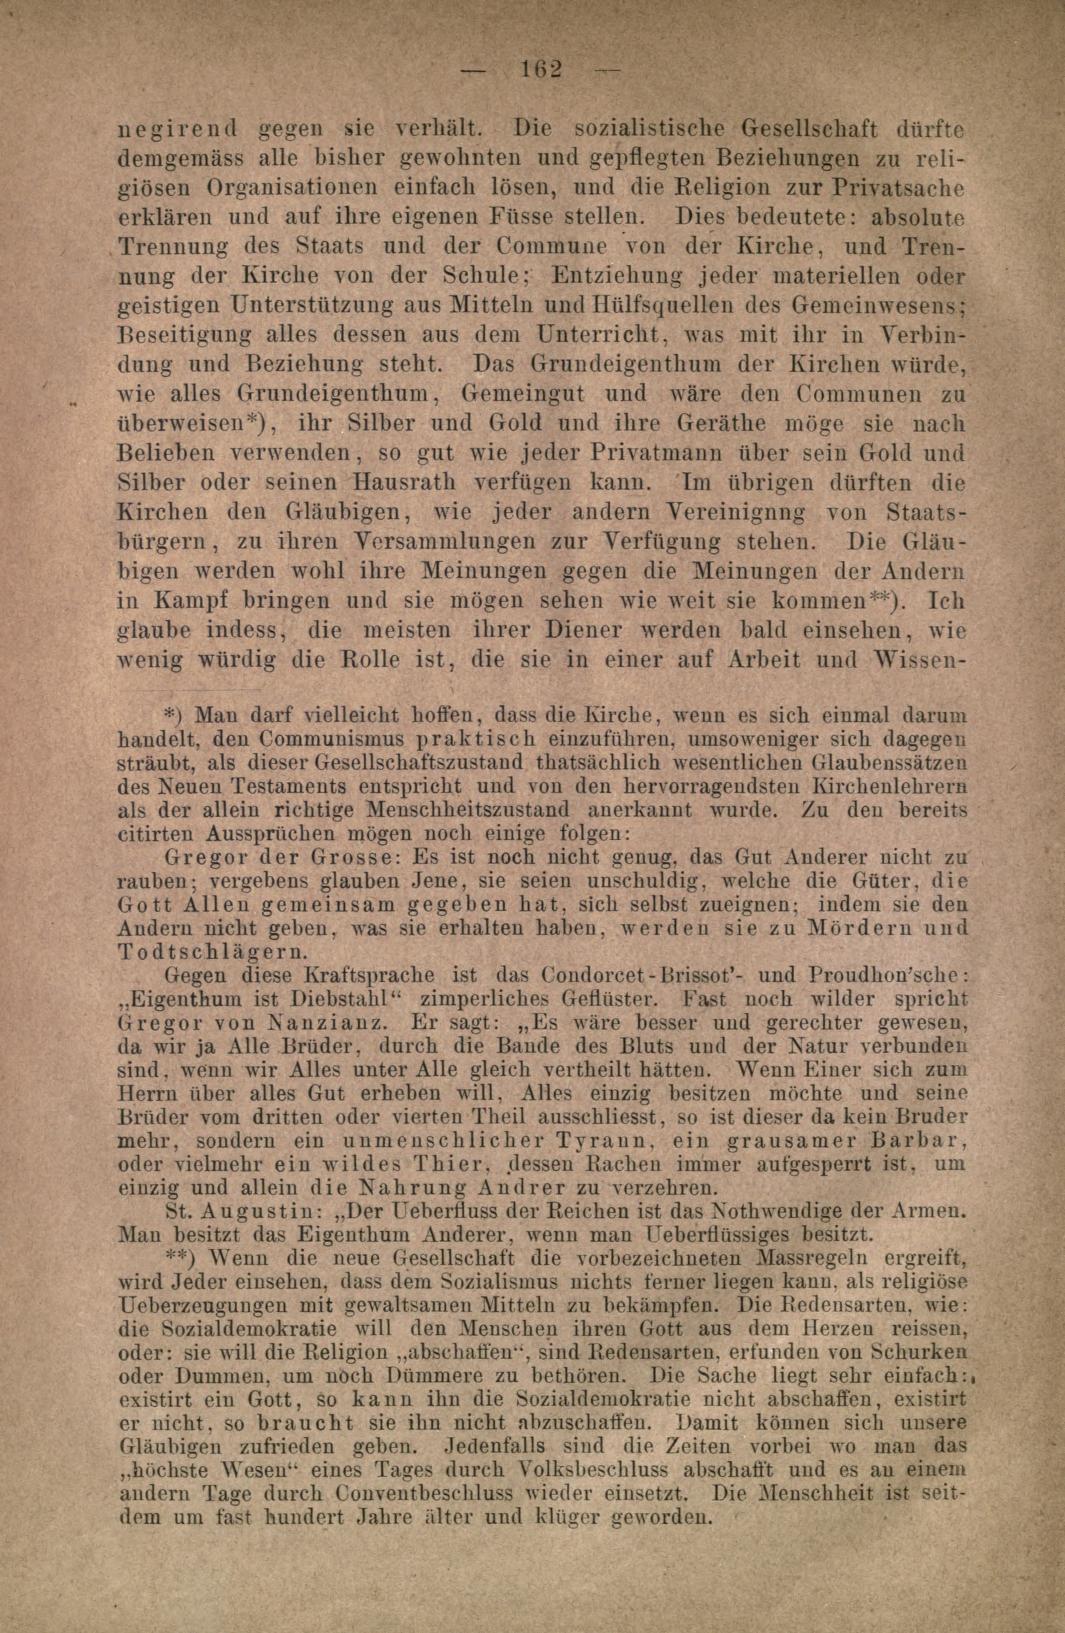 — 162 —
negirend gegen sie verhält. Die sozialistische Gesellschaft dürfte
demgemäss alle bisher gewohnten und gepflegten Beziehungen zu reli-
giösen Organisationen einfach lösen, und die Religion zur Privatsache
erklären und auf ihre eigenen Füsse stellen. Dies bedeutete: absolute
Trennung des Staats und der Commune von der Kirche, und Tren-
nung der Kirche von der Schule; Entziehung jeder materiellen oder
geistigen Unterstützung aus Mitteln und Hülfsquellen des Gemeinwesens;
Beseitigung alles dessen aus dem Unterricht, was mit ihr in Verbin-
dung und Beziehung steht. Das Grundeigenthum der Kirchen würde,
wie alles Grundeigenthum, Gemeingut und wäre den Communen zu
überweisen*), ihr Silber und Gold und ihre Geräthe möge sie nach
Belieben verwenden, so gut wie jeder Privatmann über sein Gold und
Silber oder seinen Hausrath verfügen kann. Im übrigen dürften die
Kirchen den Gläubigen, wie jeder andern Vereinignng von Staats-
bürgern, zu ihren Versammlungen zur Verfügung stehen. Die Gläu-
bigen werden wohl ihre Meinungen gegen die Meinungen der Andern
in Kampf bringen und sie mögen sehen wie weit sie kommen**). Ich
glaube indess, die meisten ihrer Diener werden bald einsehen, wie
wenig würdig die Rolle ist, die sie in einer auf Arbeit und Wissen-
*) Man darf vielleicht hoffen, dass die Kirche, wenn es sich einmal darum
handelt, den Communismus praktisch einzuführen, umsoweniger sich dagegen
sträubt, als dieser Gesellschaftszustand thatsächlich wesentlichen Glaubenssätzen
des Neuen Testaments entspricht und von den hervorragendsten Kirchenlehrern
als der allein richtige Menschheitszustand anerkannt wurde. Zu den bereits
citirten Aussprüchen mögen noch einige folgen:
Gregor der Grosse: Es ist noch nicht genug, das Gut Anderer nicht zu
rauben; vergebens glauben Jene, sie seien unschuldig, welche die Güter, die
Gott Allen gemeinsam gegeben hat, sich selbst zueignen; indem sie den
Andern nicht geben, was sie erhalten haben, werden sie zu Mördern und
Todtschlägern.
Gegen diese Kraftsprache ist das Condorcet-Brissot'- und Proudhon'sche:
„Eigenthum ist Diebstahl“ zimperliches Geflüster. Fast noch wilder spricht
Gregor von Nanzianz. Er sagt: „Es wäre besser und gerechter gewesen,
da wir ja Alle Brüder, durch die Bande des Bluts und der Natur verbunden
sind, wenn wir Alles unter Alle gleich vertheilt hätten. Wenn Einer sich zum
Herrn über alles Gut erheben will, Alles einzig besitzen möchte und seine
Brüder vom dritten oder vierten Theil ausschliesst, so ist dieser da kein Bruder
mehr, sondern ein unmenschlicher Tyrann, ein grausamer Barbar,
oder vielmehr ein wildes Thier, dessen Rachen immer aufgesperrt ist, um
einzig und allein die Nahrung Andrer zu verzehren.
St. Augustin: „Der Ueberfluss der Reichen ist das Nothwendige der Armen.
Man besitzt das Eigenthum Anderer, wenn man Ueberflüssiges besitzt.
**) Wenn die neue Gesellschaft die vorbezeichneten Massregeln ergreift,
wird Jeder einsehen, dass dem Sozialismus nichts ferner liegen kann, als religiöse
Ueberzeugungen mit gewaltsamen Mitteln zu bekämpfen. Die Redensarten, wie:
die Sozialdemokratie will den Menschen ihren Gott aus dem Herzen reissen,
oder: sie will die Religion „abschaffen“, sind Redensarten, erfunden von Schurken
oder Dummen, um noch Dümmere zu bethören. Die Sache liegt sehr einfach:
existirt ein Gott, so kann ihn die Sozialdemokratie nicht abschaffen, existirt
er nicht, so braucht sie ihn nicht abzuschaffen. Damit können sich unsere
Gläubigen zufrieden geben. Jedenfalls sind die Zeiten vorbei wo man das
„höchste Wesen“ eines Tages durch Volksbeschluss abschafft und es an einem
andern Tage durch Conventbeschluss wieder einsetzt. Die Menschheit ist seit-
dem um fast hundert Jahre älter und klüger geworden.